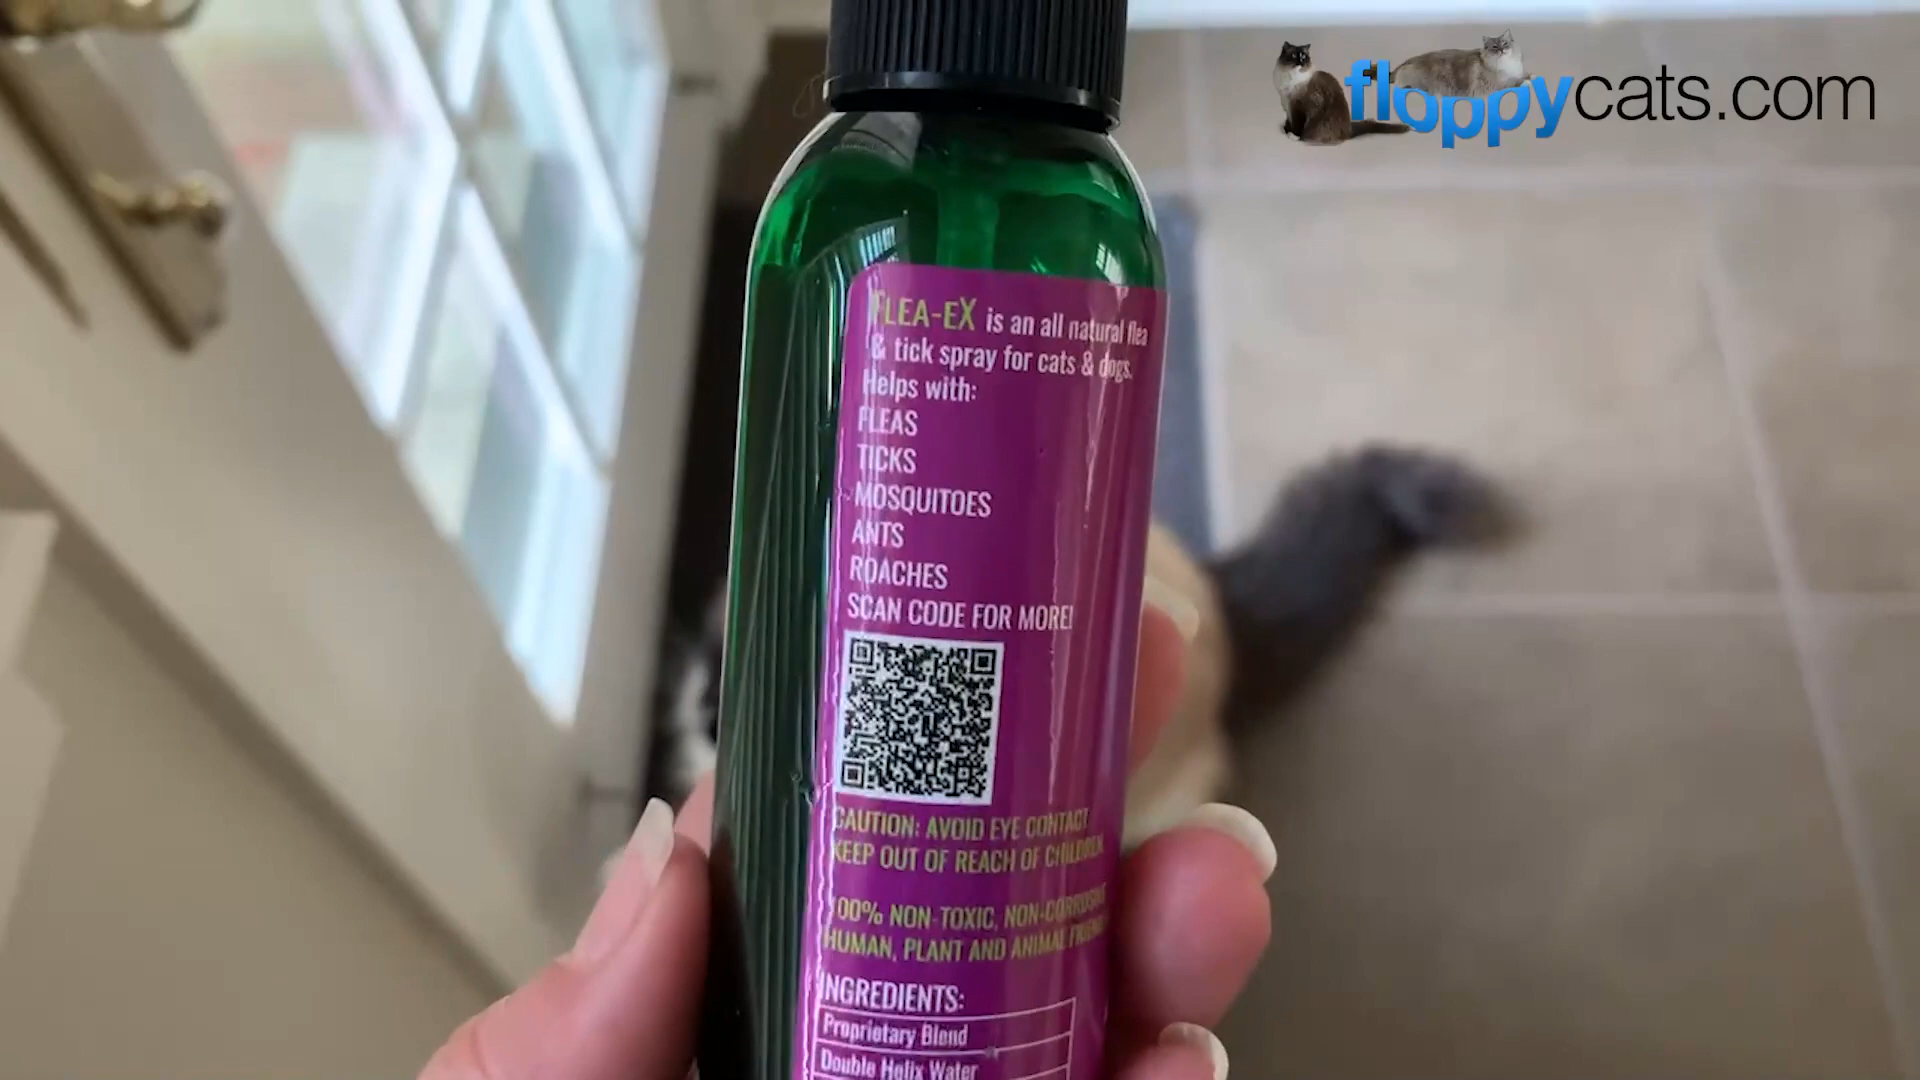 floppycats.com
FLEA-EX is an all natural flea
& tick spray for cats & dogs.
Helps with:
FLEAS
TICKS
MOSQUITOES
ANTS
ROACHES
SCAN CODE FOR MORE!
CAUTION: AVOID EYE CONTACT
KEEP OUT OF REACH OF CHILDREN
100% NON-TOXIC, NON-CORROSIVE
HUMAN, PLANT AND ANIMAL
INGREDIENTS:
Proprietary Blend
Double Helix Water